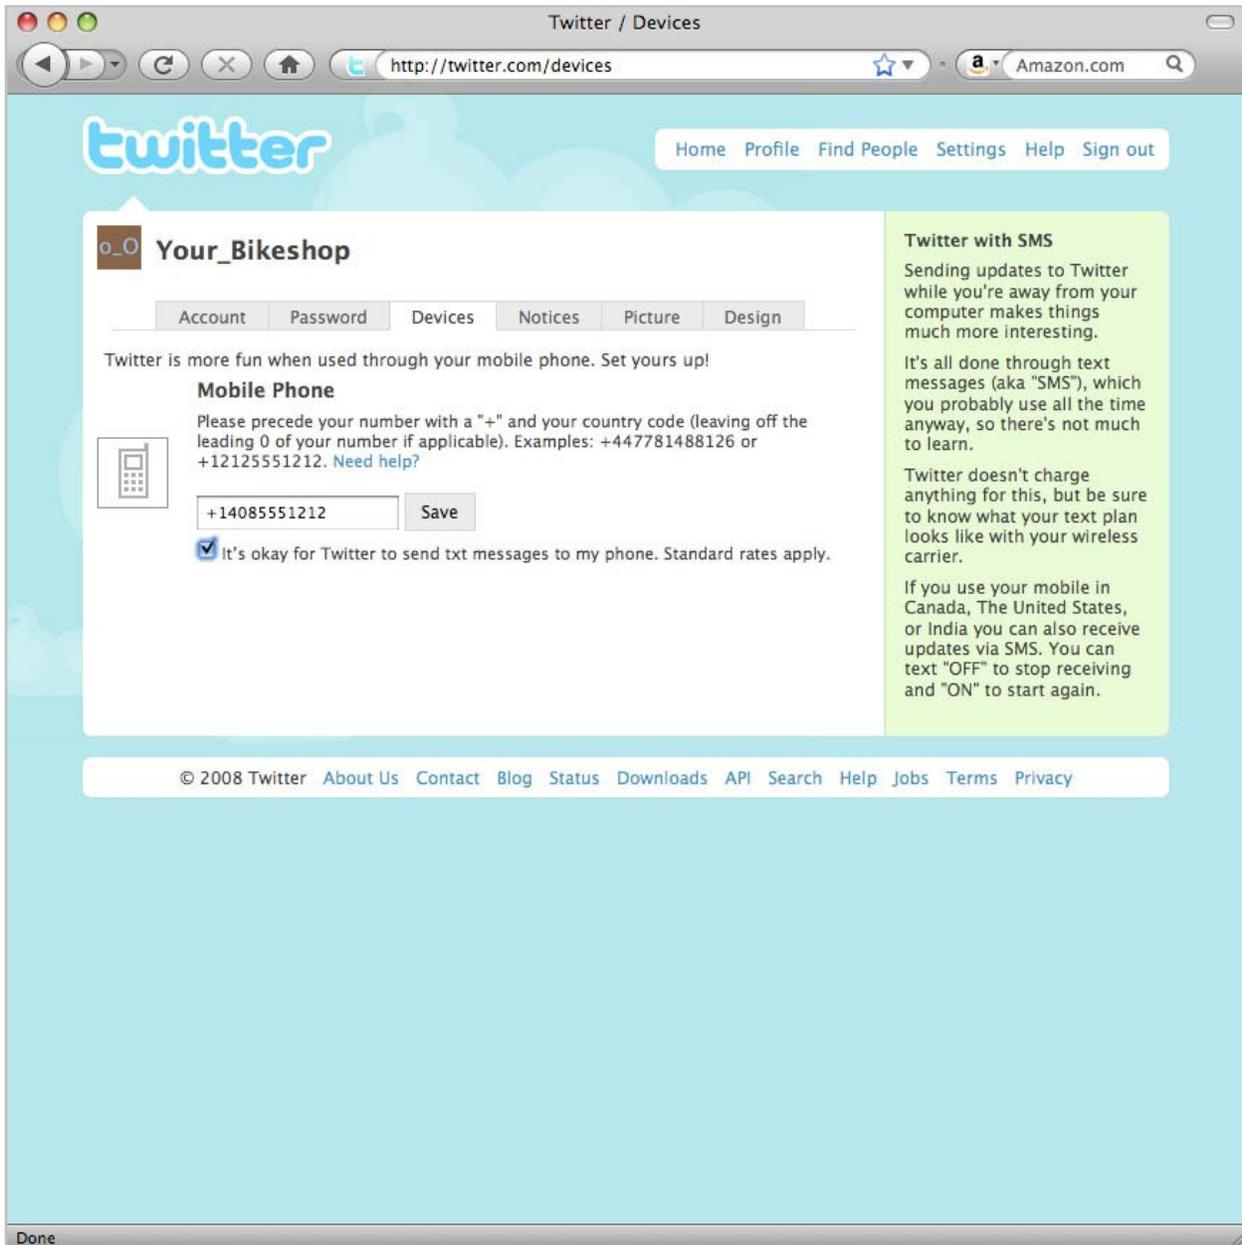 Twitter / Devices
http://twitter.com/devices
a
Amazon.com
twitter
Home Profile Find People Settings Help Sign out
o_O
Your_Bikeshop
Account Password Devices Notices Picture Design
Twitter is more fun when used through your mobile phone. Set yours up!
Mobile Phone
Please precede your number with a "+" and your country code (leaving off the
leading 0 of your number if applicable). Examples: +447781488126 or
+12125551212. Need help?
+14085551212
Save
It's okay for Twitter to send txt messages to my phone. Standard rates apply.
Twitter with SMS
Sending updates to Twitter
while you're away from your
computer makes things
much more interesting.
It's all done through text
messages (aka "SMS"), which
you probably use all the time
anyway, so there's not much
to learn.
Twitter doesn't charge
anything for this, but be sure
to know what your text plan
looks like with your wireless
carrier.
If you use your mobile in
Canada, The United States,
or India you can also receive
updates via SMS. You can
text "OFF" to stop receiving
and "ON" to start again.
© 2008 Twitter About Us Contact Blog Status Downloads API Search Help Jobs Terms Privacy
Done